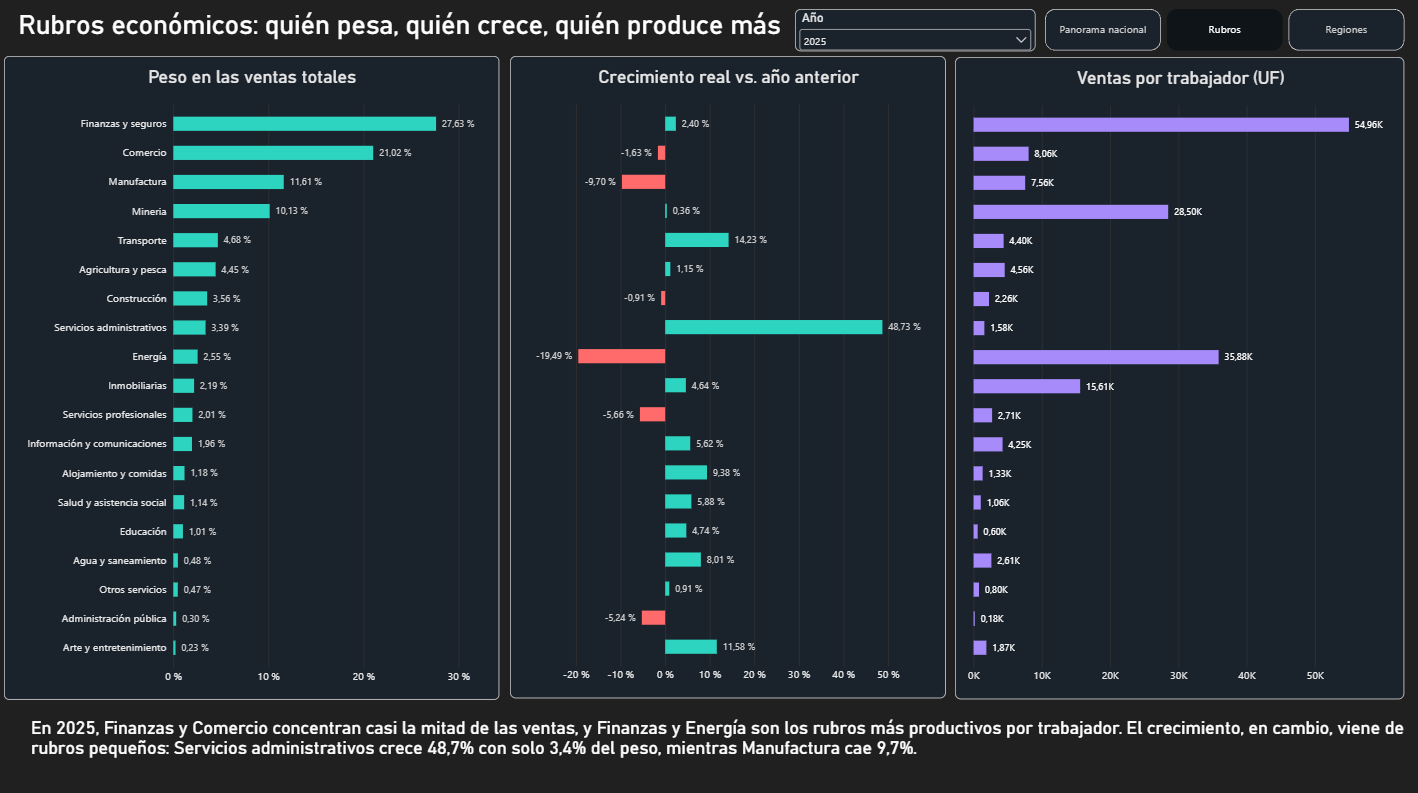 Rubros económicos: quién pesa, quién crece, quién produce más
Año
2025
Panorama nacional
Rubros
Regiones
Peso en las ventas totales
Finanzas y seguros 27,63 %
Comercio 21,02 %
Manufactura 11,61 %
Mineria 10,13 %
Transporte 4,68 %
Agricultura y pesca 4,45 %
Construcción 3,56 %
Servicios administrativos 3,39 %
Energía 2,55 %
Inmobiliarias 2,19 %
Servicios profesionales 2,01 %
Información y comunicaciones 1,96 %
Alojamiento y comidas 1,18 %
Salud y asistencia social 1,14 %
Educación 1,01 %
Agua y saneamiento 0,48 %
Otros servicios 0,47 %
Administración pública 0,30 %
Arte y entretenimiento 0,23 %
0 % 10 % 20 % 30 %
Crecimiento real vs. año anterior
2,40 %
-1,63 %
-9,70 %
0,36 %
14,23 %
1,15 %
-0,91 %
48,73 %
-19,49 %
4,64 %
-5,66 %
5,62 %
9,38 %
5,88 %
4,74 %
8,01 %
0,91 %
-5,24 %
11,58 %
-20 % -10 % 0 % 10 % 20 % 30 % 40 % 50 %
Ventas por trabajador (UF)
54,96K
8,06K
7,56K
28,50K
4,40K
4,56K
2,26K
1,58K
35,88K
15,61K
2,71K
4,25K
1,33K
1,06K
0,60K
2,61K
0,80K
0,18K
1,87K
0K 10K 20K 30K 40K 50K
En 2025, Finanzas y Comercio concentran casi la mitad de las ventas, y Finanzas y Energía son los rubros más productivos por trabajador. El crecimiento, en cambio, viene de
rubros pequeños: Servicios administrativos crece 48,7% con solo 3,4% del peso, mientras Manufactura cae 9,7%.